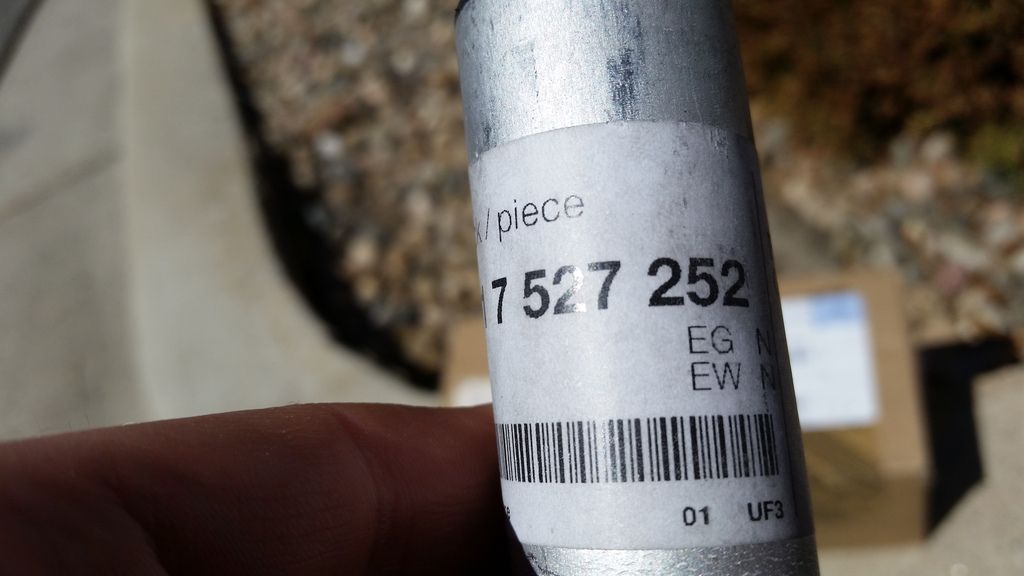 /piece
7 527 252
EG N
EW N
01 UF3